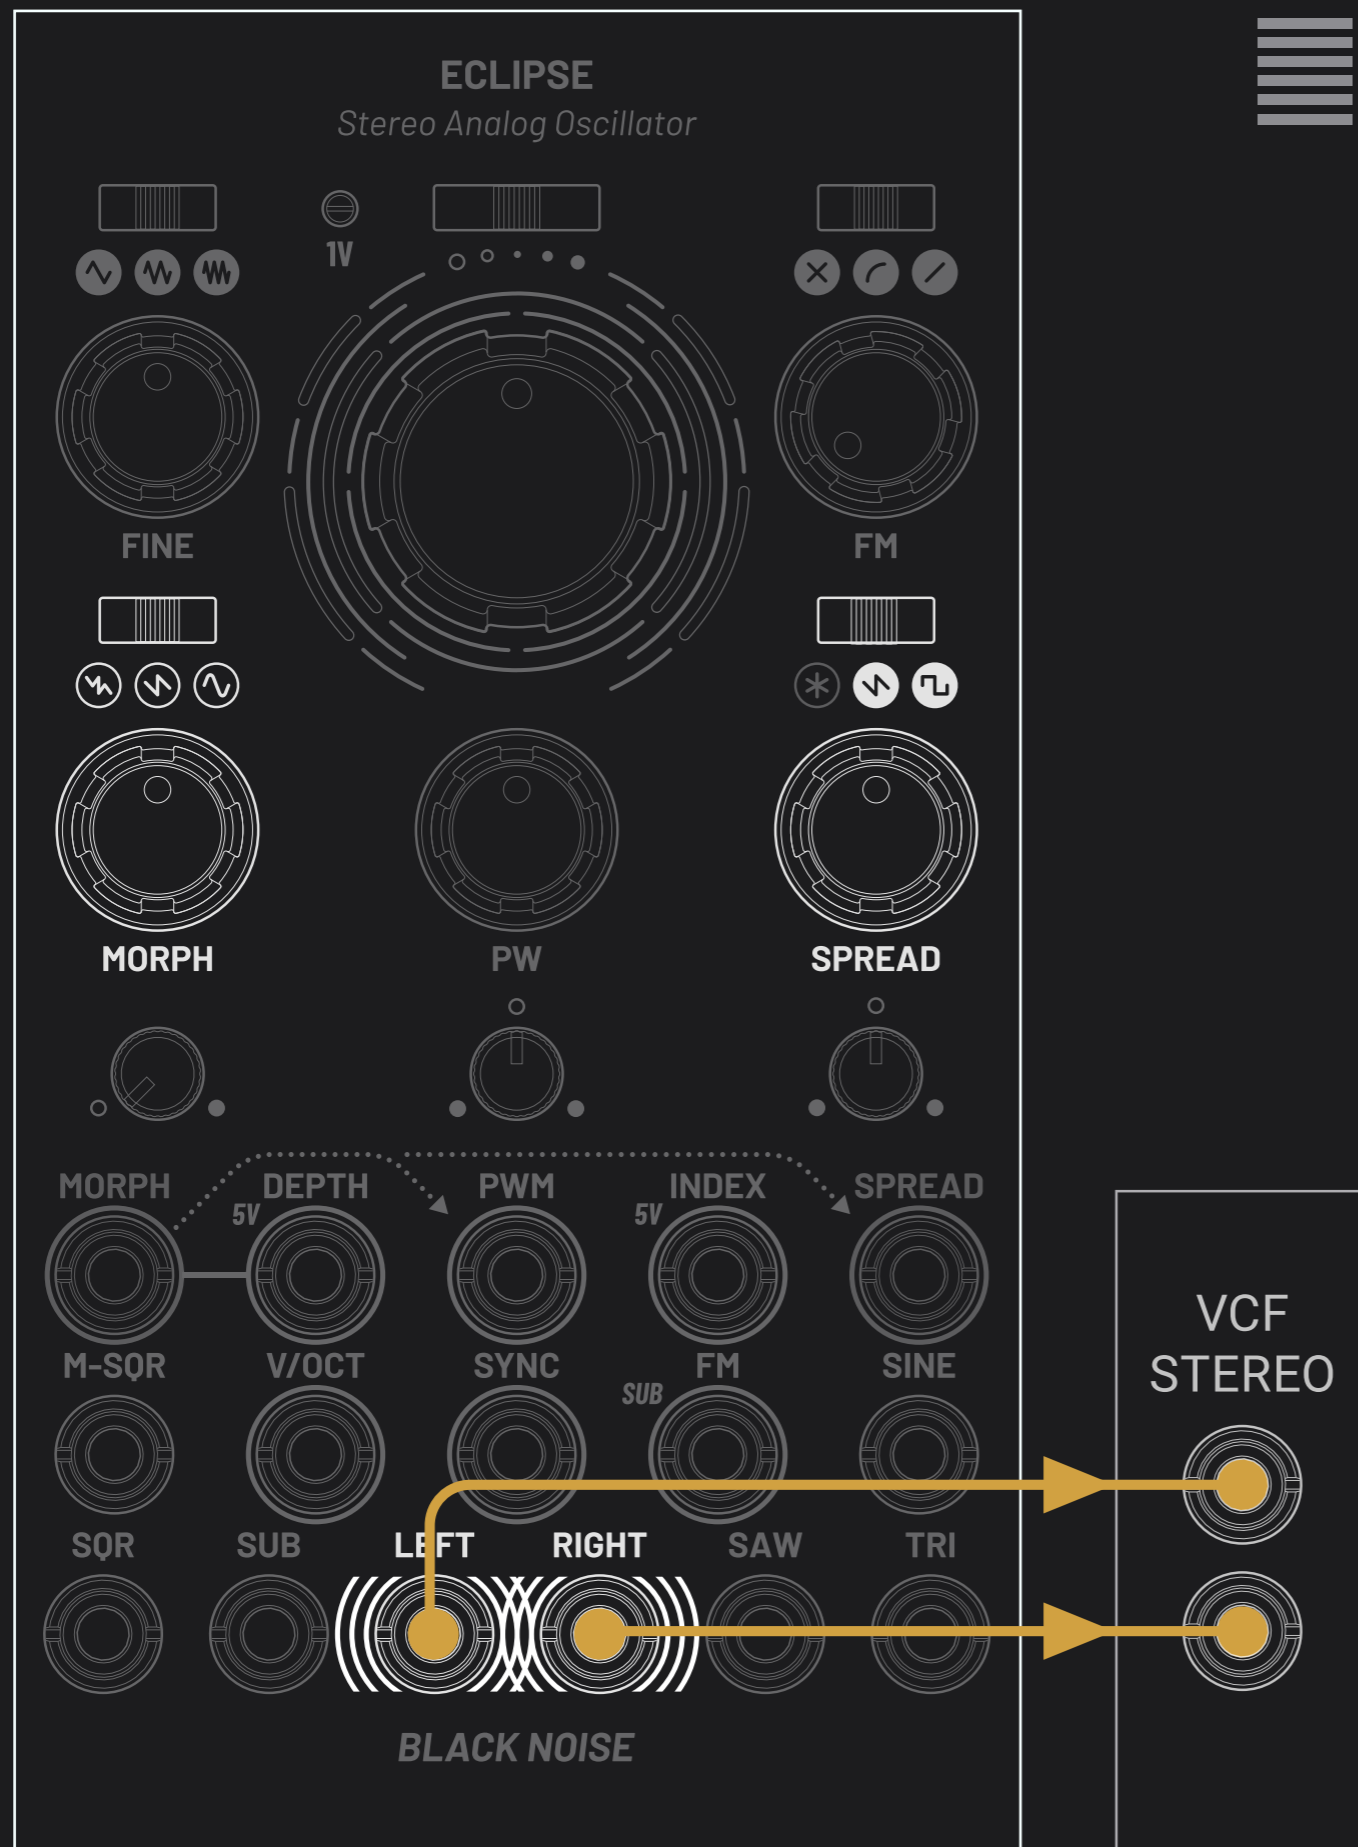 ECLIPSE
Stereo Analog Oscillator
1V
FINE
FM
MORPH
PW
SPREAD
MORPH
DEPTH
PWM
INDEX
SPREAD
5V
5V
M-SQR
V/OCT
SYNC
FM
SINE
SUB
SQR
SUB
LEFT
RIGHT
SAW
TRI
BLACK NOISE
VCF
STEREO